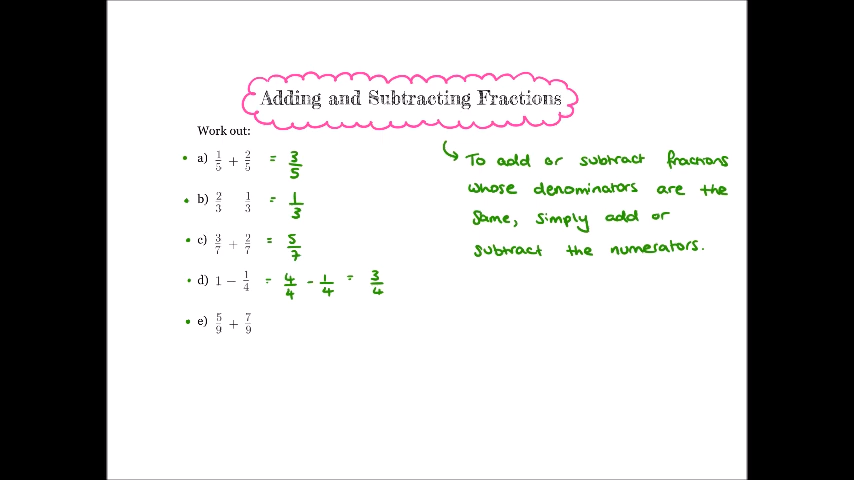 Adding and Subtracting Fractions
Work out:
a) 1/5 + 2/5 = 3/5
b) 2/3 1/3 = 1/3
c) 3/7 + 2/7 = 5/7
d) 1 − 1/4 = 4/4 - 1/4 = 3/4
e) 5/9 + 7/9
To add or subtract fractions
whose denominators are the
same, simply add or
subtract the numerators.